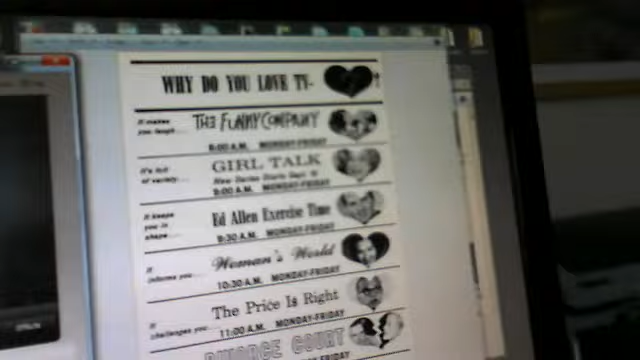 WHY DO YOU LOVE TV-
It makes you laugh....
THE FUNNY COMPANY
8:00 A.M. MONDAY-FRIDAY
It's full of variety....
GIRL TALK
New Series Starts Sept.
9:00 A.M. MONDAY-FRIDAY
It keeps you in shape....
Ed Allen Exercise Time
9:30 A.M. MONDAY-FRIDAY
It informs you....
Woman's World
10:30 A.M. MONDAY-FRIDAY
It challenges you....
The Price Is Right
11:00 A.M. MONDAY-FRIDAY
DIVORCE COURT